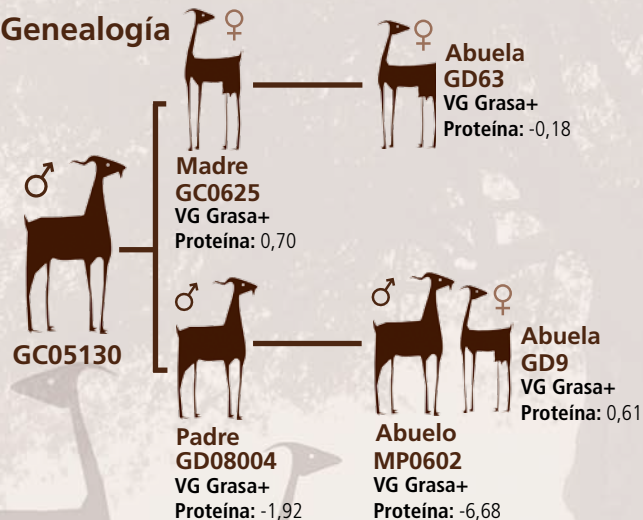 Genealogía
Abuela
GD63
VG Grasa+
Proteína: -0,18
Madre
GC0625
VG Grasa+
Proteína: 0,70
GC05130
Abuela
GD9
VG Grasa+
Proteína: 0,61
Padre
GD08004
VG Grasa+
Proteína: -1,92
Abuelo
MP0602
VG Grasa+
Proteína: -6,68